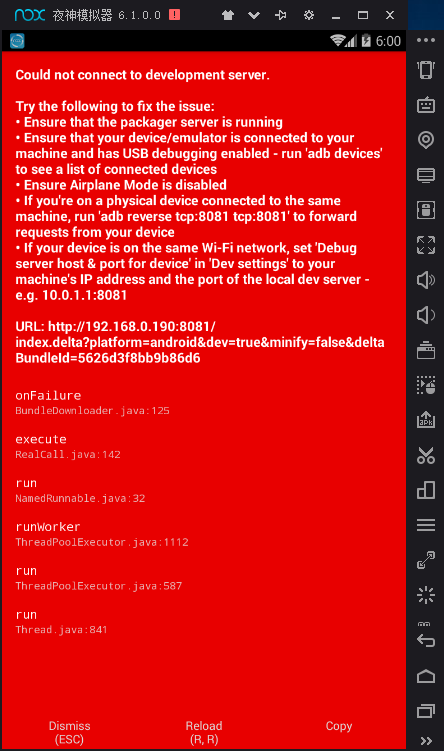 nox 夜神模拟器 6.1.0.0
6:00
Could not connect to development server.
Try the following to fix the issue:
• Ensure that the packager server is running
• Ensure that your device/emulator is connected to your
machine and has USB debugging enabled - run 'adb devices'
to see a list of connected devices
• Ensure Airplane Mode is disabled
• If you're on a physical device connected to the same
machine, run 'adb reverse tcp:8081 tcp:8081' to forward
requests from your device
• If your device is on the same Wi-Fi network, set 'Debug
server host & port for device' in 'Dev settings' to your
machine's IP address and the port of the local dev server -
e.g. 10.0.1.1:8081
URL: http://192.168.0.190:8081/
index.delta?platform=android&dev=true&minify=false&delta
BundleId=5626d3f8bb9b86d6
onFailure
BundleDownloader.java:125
execute
RealCall.java:142
run
NamedRunnable.java:32
runWorker
ThreadPoolExecutor.java:1112
run
ThreadPoolExecutor.java:587
run
Thread.java:841
Dismiss
(ESC)
Reload
(R, R)
Copy